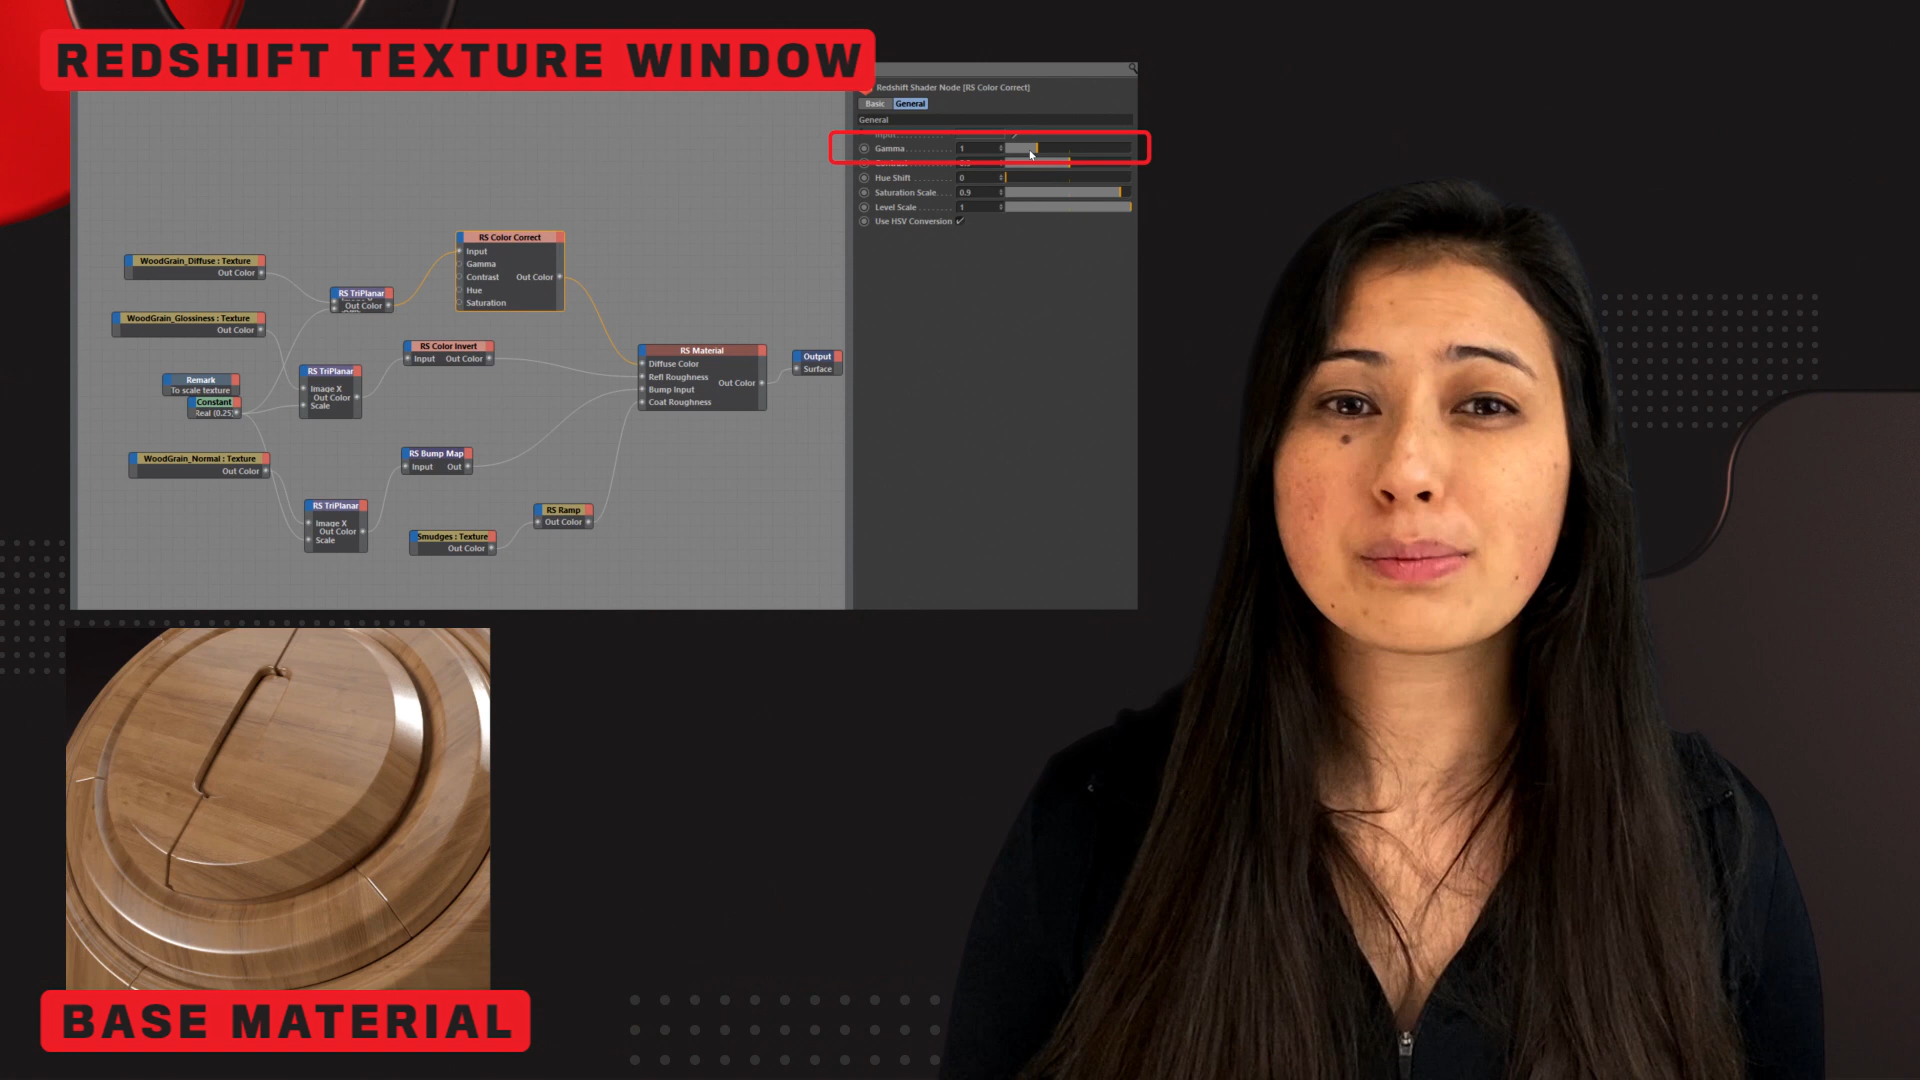 REDSHIFT TEXTURE WINDOW
Redshift Shader Node [RS Color Correct]
Basic General
General
Gamma 1
Hue Shift 0
Saturation Scale 0.9
Level Scale 1
Use HSV Conversion
RS Color Correct
Input
Gamma
Contrast Out Color
Hue
Saturation
WoodGrain_Diffuse : Texture
Out Color
RS TriPlanar
Out Color
WoodGrain_Glossiness : Texture
Out Color
RS Color Invert
Input Out Color
RS Material
Diffuse Color
Refl Roughness
Out Color
Bump Input
Coat Roughness
Output
Surface
RS TriPlanar
Image X
Out Color
Scale
Remark
To scale texture
Constant
Real (0.25)
WoodGrain_Normal : Texture
Out Color
RS Bump Map
Input Out
RS TriPlanar
Image X
Out Color
Scale
RS Ramp
Out Color
Smudges : Texture
Out Color
BASE MATERIAL